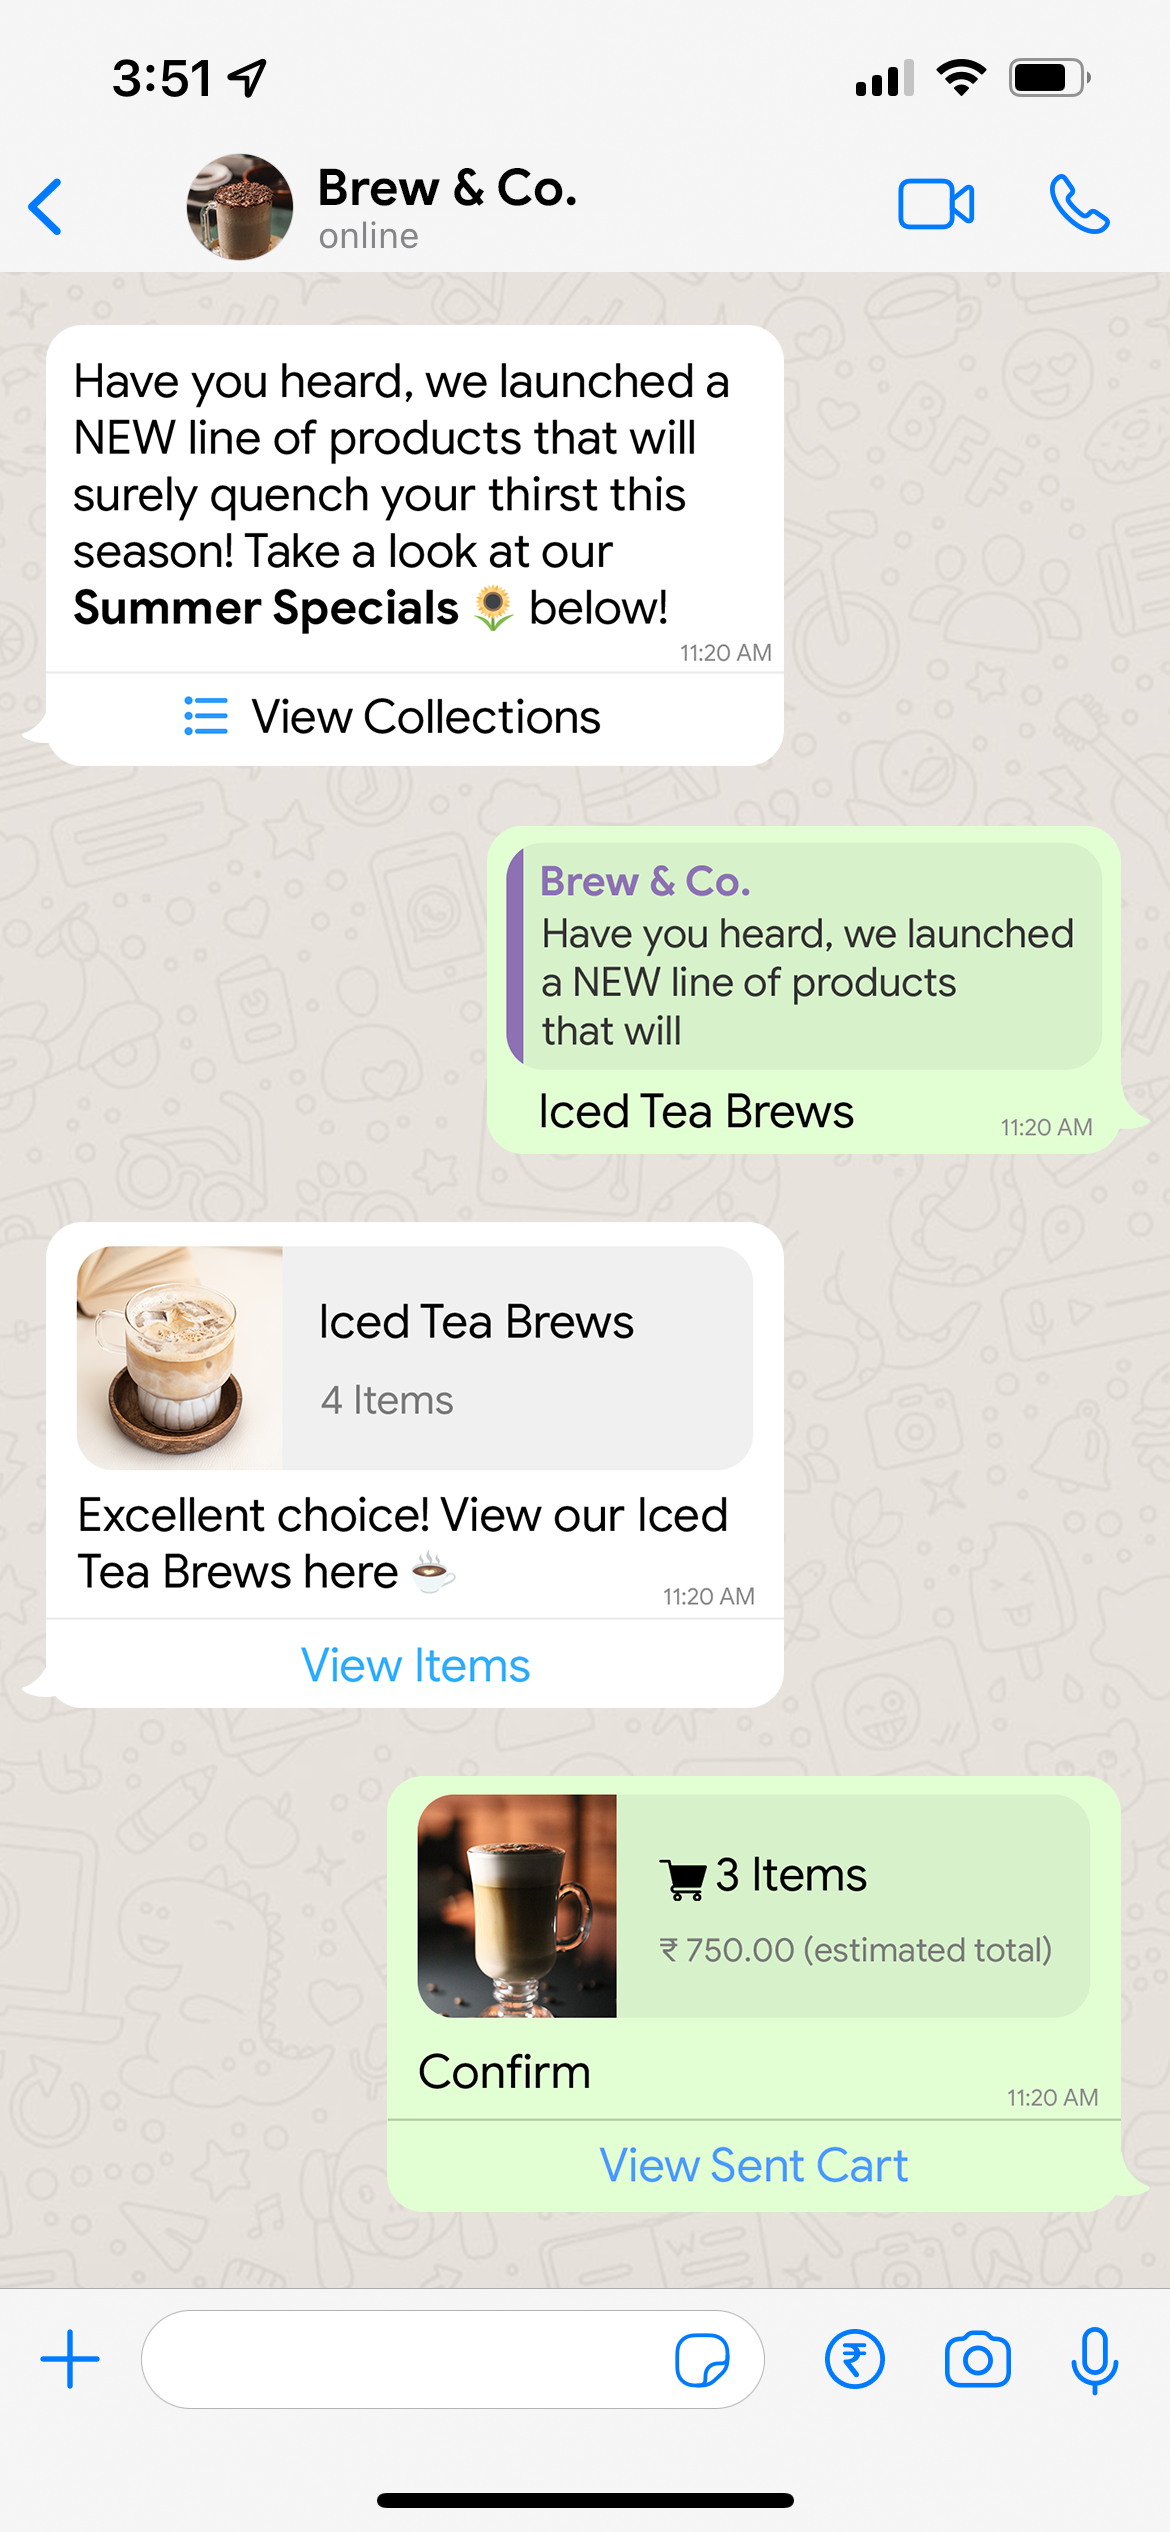 3:51
Brew & Co.
online
Have you heard, we launched a
NEW line of products that will
surely quench your thirst this
season! Take a look at our
Summer Specials 🌻 below!
11:20 AM
View Collections
Brew & Co.
Have you heard, we launched
a NEW line of products
that will
Iced Tea Brews
11:20 AM
Iced Tea Brews
4 Items
Excellent choice! View our Iced
Tea Brews here ☕
11:20 AM
View Items
3 Items
₹ 750.00 (estimated total)
Confirm
11:20 AM
View Sent Cart
₹